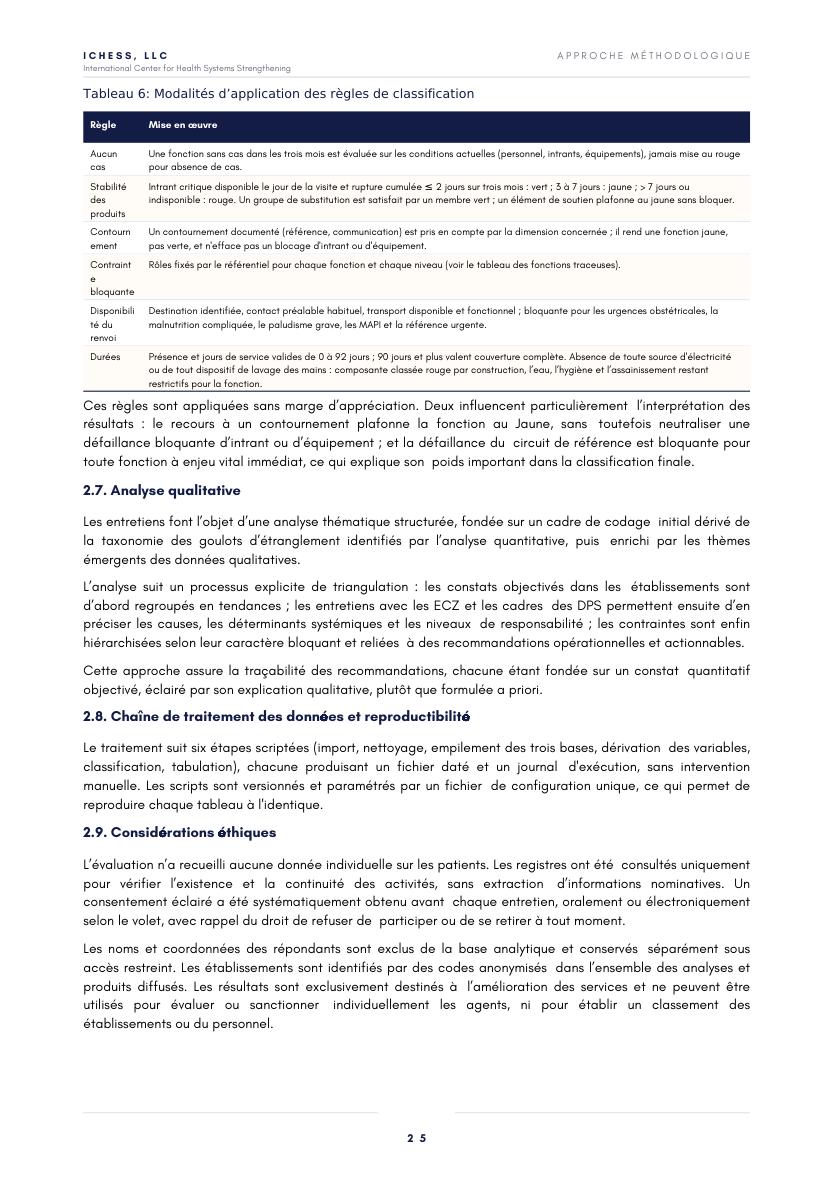 ICHESS, LLC
APPROCHE MÉTHODOLOGIQUE
International Center for Health Systems Strengthening
Tableau 6: Modalités d’application des règles de classification
Règle Mise en œuvre
Aucun Une fonction sans cas dans les trois mois est évaluée sur les conditions actuelles (personnel, intrants, équipements), jamais mise au rouge
cas pour absence de cas.
Stabilité Intrant critique disponible le jour de la visite et rupture cumulée ≤ 2 jours sur trois mois : vert ; 3 à 7 jours : jaune ; > 7 jours ou
des indisponible : rouge. Un groupe de substitution est satisfait par un membre vert ; un élément de soutien plafonne au jaune sans bloquer.
produits
Contourn Un contournement documenté (référence, communication) est pris en compte par la dimension concernée ; il rend une fonction jaune,
ement pas verte, et n'efface pas un blocage d'intrant ou d'équipement.
Contraint Rôles fixés par le référentiel pour chaque fonction et chaque niveau (voir le tableau des fonctions traceuses).
e
bloquante
Disponibili Destination identifiée, contact préalable habituel, transport disponible et fonctionnel ; bloquante pour les urgences obstétricales, la
té du malnutrition compliquée, le paludisme grave, les MAPI et la référence urgente.
renvoi
Durées Présence et jours de service valides de 0 à 92 jours ; 90 jours et plus valent couverture complète. Absence de toute source d'électricité
ou de tout dispositif de lavage des mains : composante classée rouge par construction, l’eau, l’hygiène et l’assainissement restant
restrictifs pour la fonction.
Ces règles sont appliquées sans marge d’appréciation. Deux influencent particulièrement l’interprétation des
résultats : le recours à un contournement plafonne la fonction au Jaune, sans toutefois neutraliser une
défaillance bloquante d’intrant ou d’équipement ; et la défaillance du circuit de référence est bloquante pour
toute fonction à enjeu vital immédiat, ce qui explique son poids important dans la classification finale.
2.7. Analyse qualitative
Les entretiens font l’objet d’une analyse thématique structurée, fondée sur un cadre de codage initial dérivé de
la taxonomie des goulots d’étranglement identifiés par l’analyse quantitative, puis enrichi par les thèmes
émergents des données qualitatives.
L’analyse suit un processus explicite de triangulation : les constats objectivés dans les établissements sont
d’abord regroupés en tendances ; les entretiens avec les ECZ et les cadres des DPS permettent ensuite d’en
préciser les causes, les déterminants systémiques et les niveaux de responsabilité ; les contraintes sont enfin
hiérarchisées selon leur caractère bloquant et reliées à des recommandations opérationnelles et actionnables.
Cette approche assure la traçabilité des recommandations, chacune étant fondée sur un constat quantitatif
objectivé, éclairé par son explication qualitative, plutôt que formulée a priori.
2.8. Chaîne de traitement des données et reproductibilité
Le traitement suit six étapes scriptées (import, nettoyage, empilement des trois bases, dérivation des variables,
classification, tabulation), chacune produisant un fichier daté et un journal d'exécution, sans intervention
manuelle. Les scripts sont versionnés et paramétrés par un fichier de configuration unique, ce qui permet de
reproduire chaque tableau à l'identique.
2.9. Considérations éthiques
L’évaluation n’a recueilli aucune donnée individuelle sur les patients. Les registres ont été consultés uniquement
pour vérifier l’existence et la continuité des activités, sans extraction d’informations nominatives. Un
consentement éclairé a été systématiquement obtenu avant chaque entretien, oralement ou électroniquement
selon le volet, avec rappel du droit de refuser de participer ou de se retirer à tout moment.
Les noms et coordonnées des répondants sont exclus de la base analytique et conservés séparément sous
accès restreint. Les établissements sont identifiés par des codes anonymisés dans l’ensemble des analyses et
produits diffusés. Les résultats sont exclusivement destinés à l’amélioration des services et ne peuvent être
utilisés pour évaluer ou sanctionner individuellement les agents, ni pour établir un classement des
établissements ou du personnel.
25